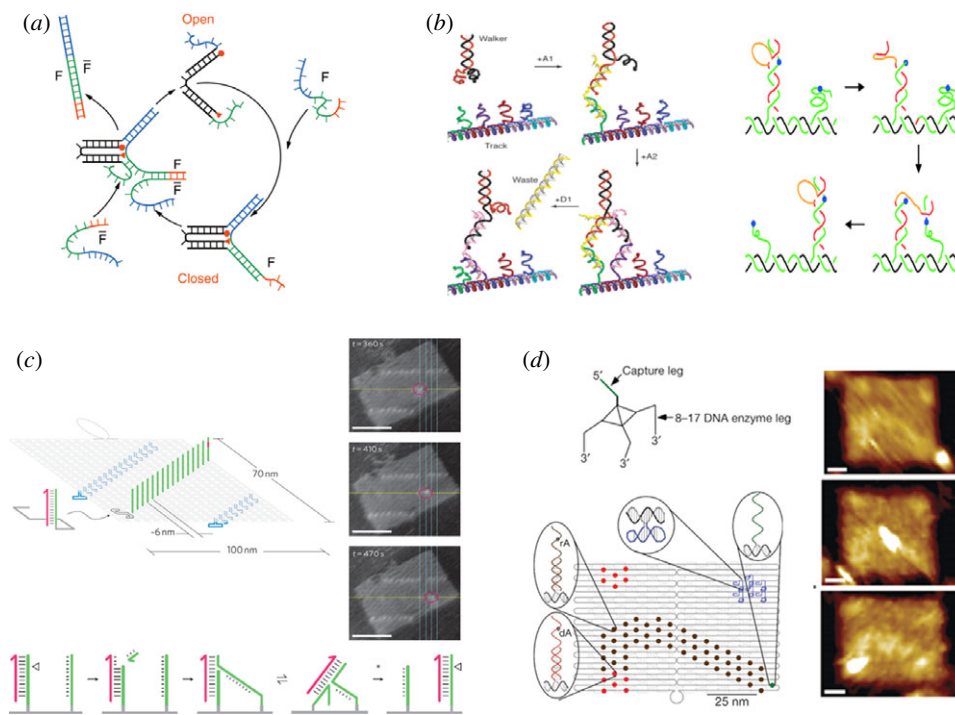 (a)
Open
F
F̅
F
F
F̅
F̅
F
Closed
(b)
Walker
+A1
Track
+A2
Waste
+D1
(c)
t = 360 s
t = 410 s
t = 470 s
70 nm
~6 nm
100 nm
(d)
5′
Capture leg
8–17 DNA enzyme leg
3′
3′
3′
rA
dA
25 nm